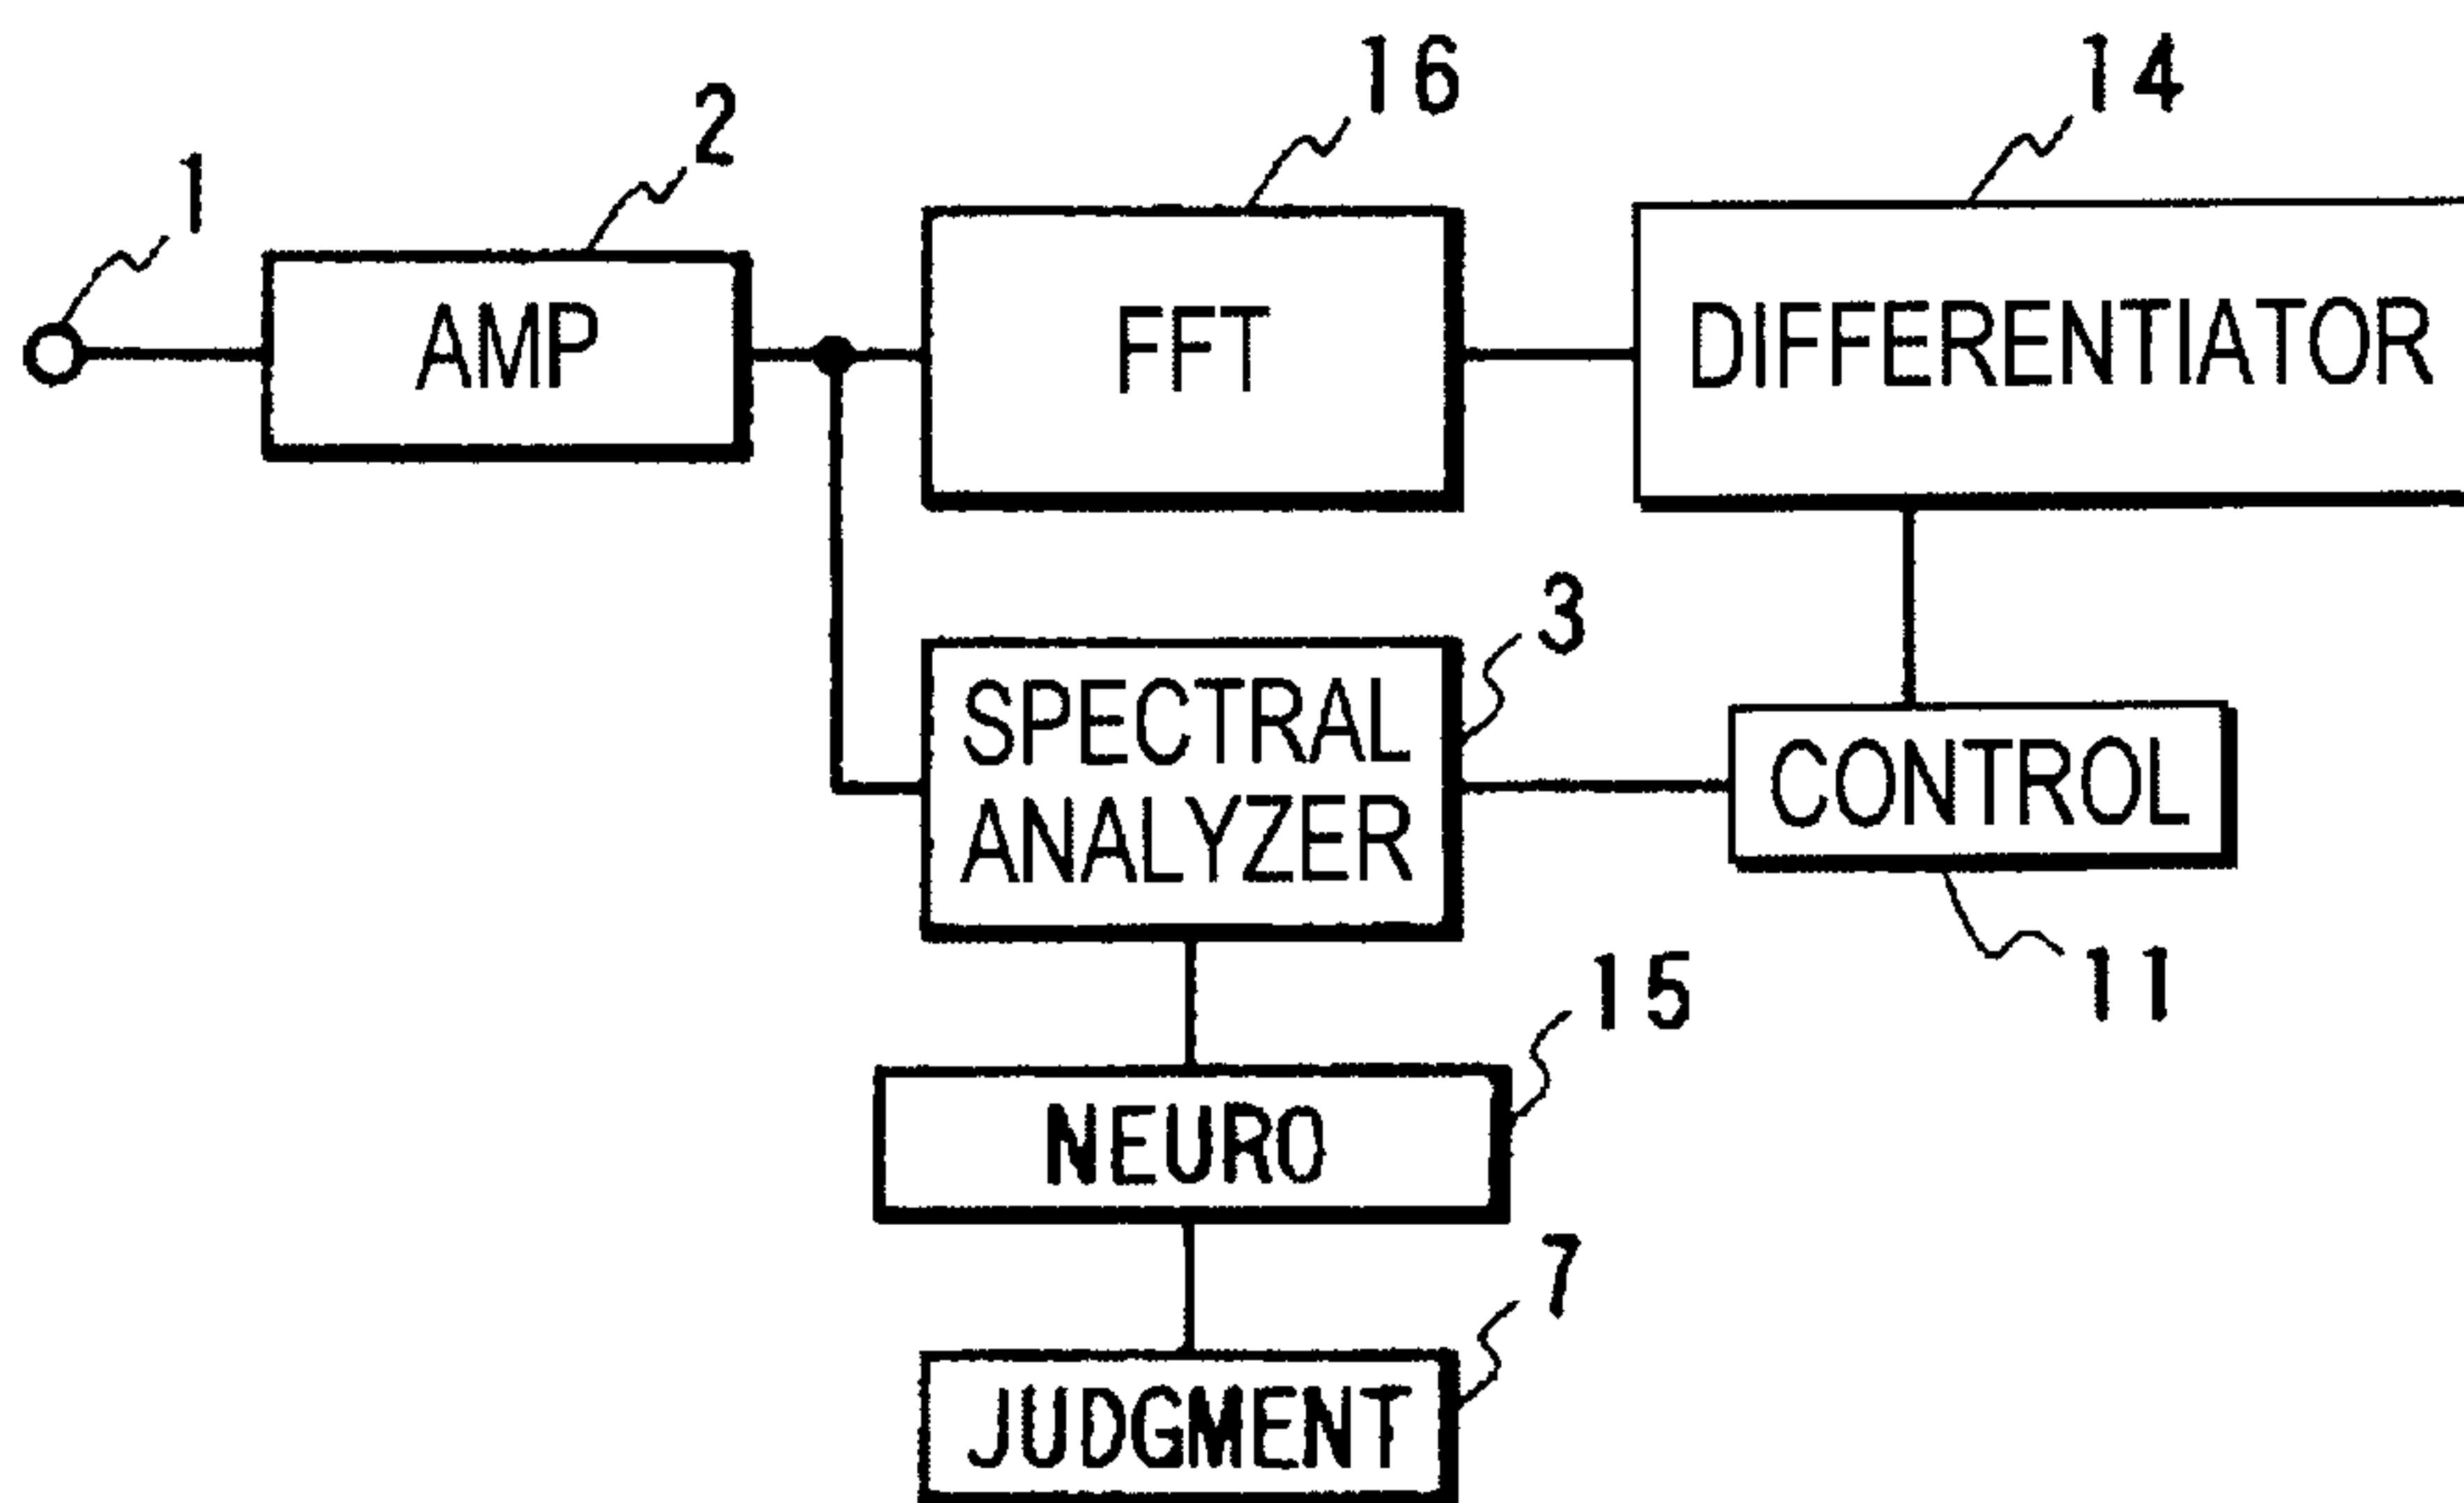 1
2
16
14
AMP
FFT
DIFFERENTIATOR
3
SPECTRAL
ANALYZER
CONTROL
11
15
NEURO
7
JUDGMENT